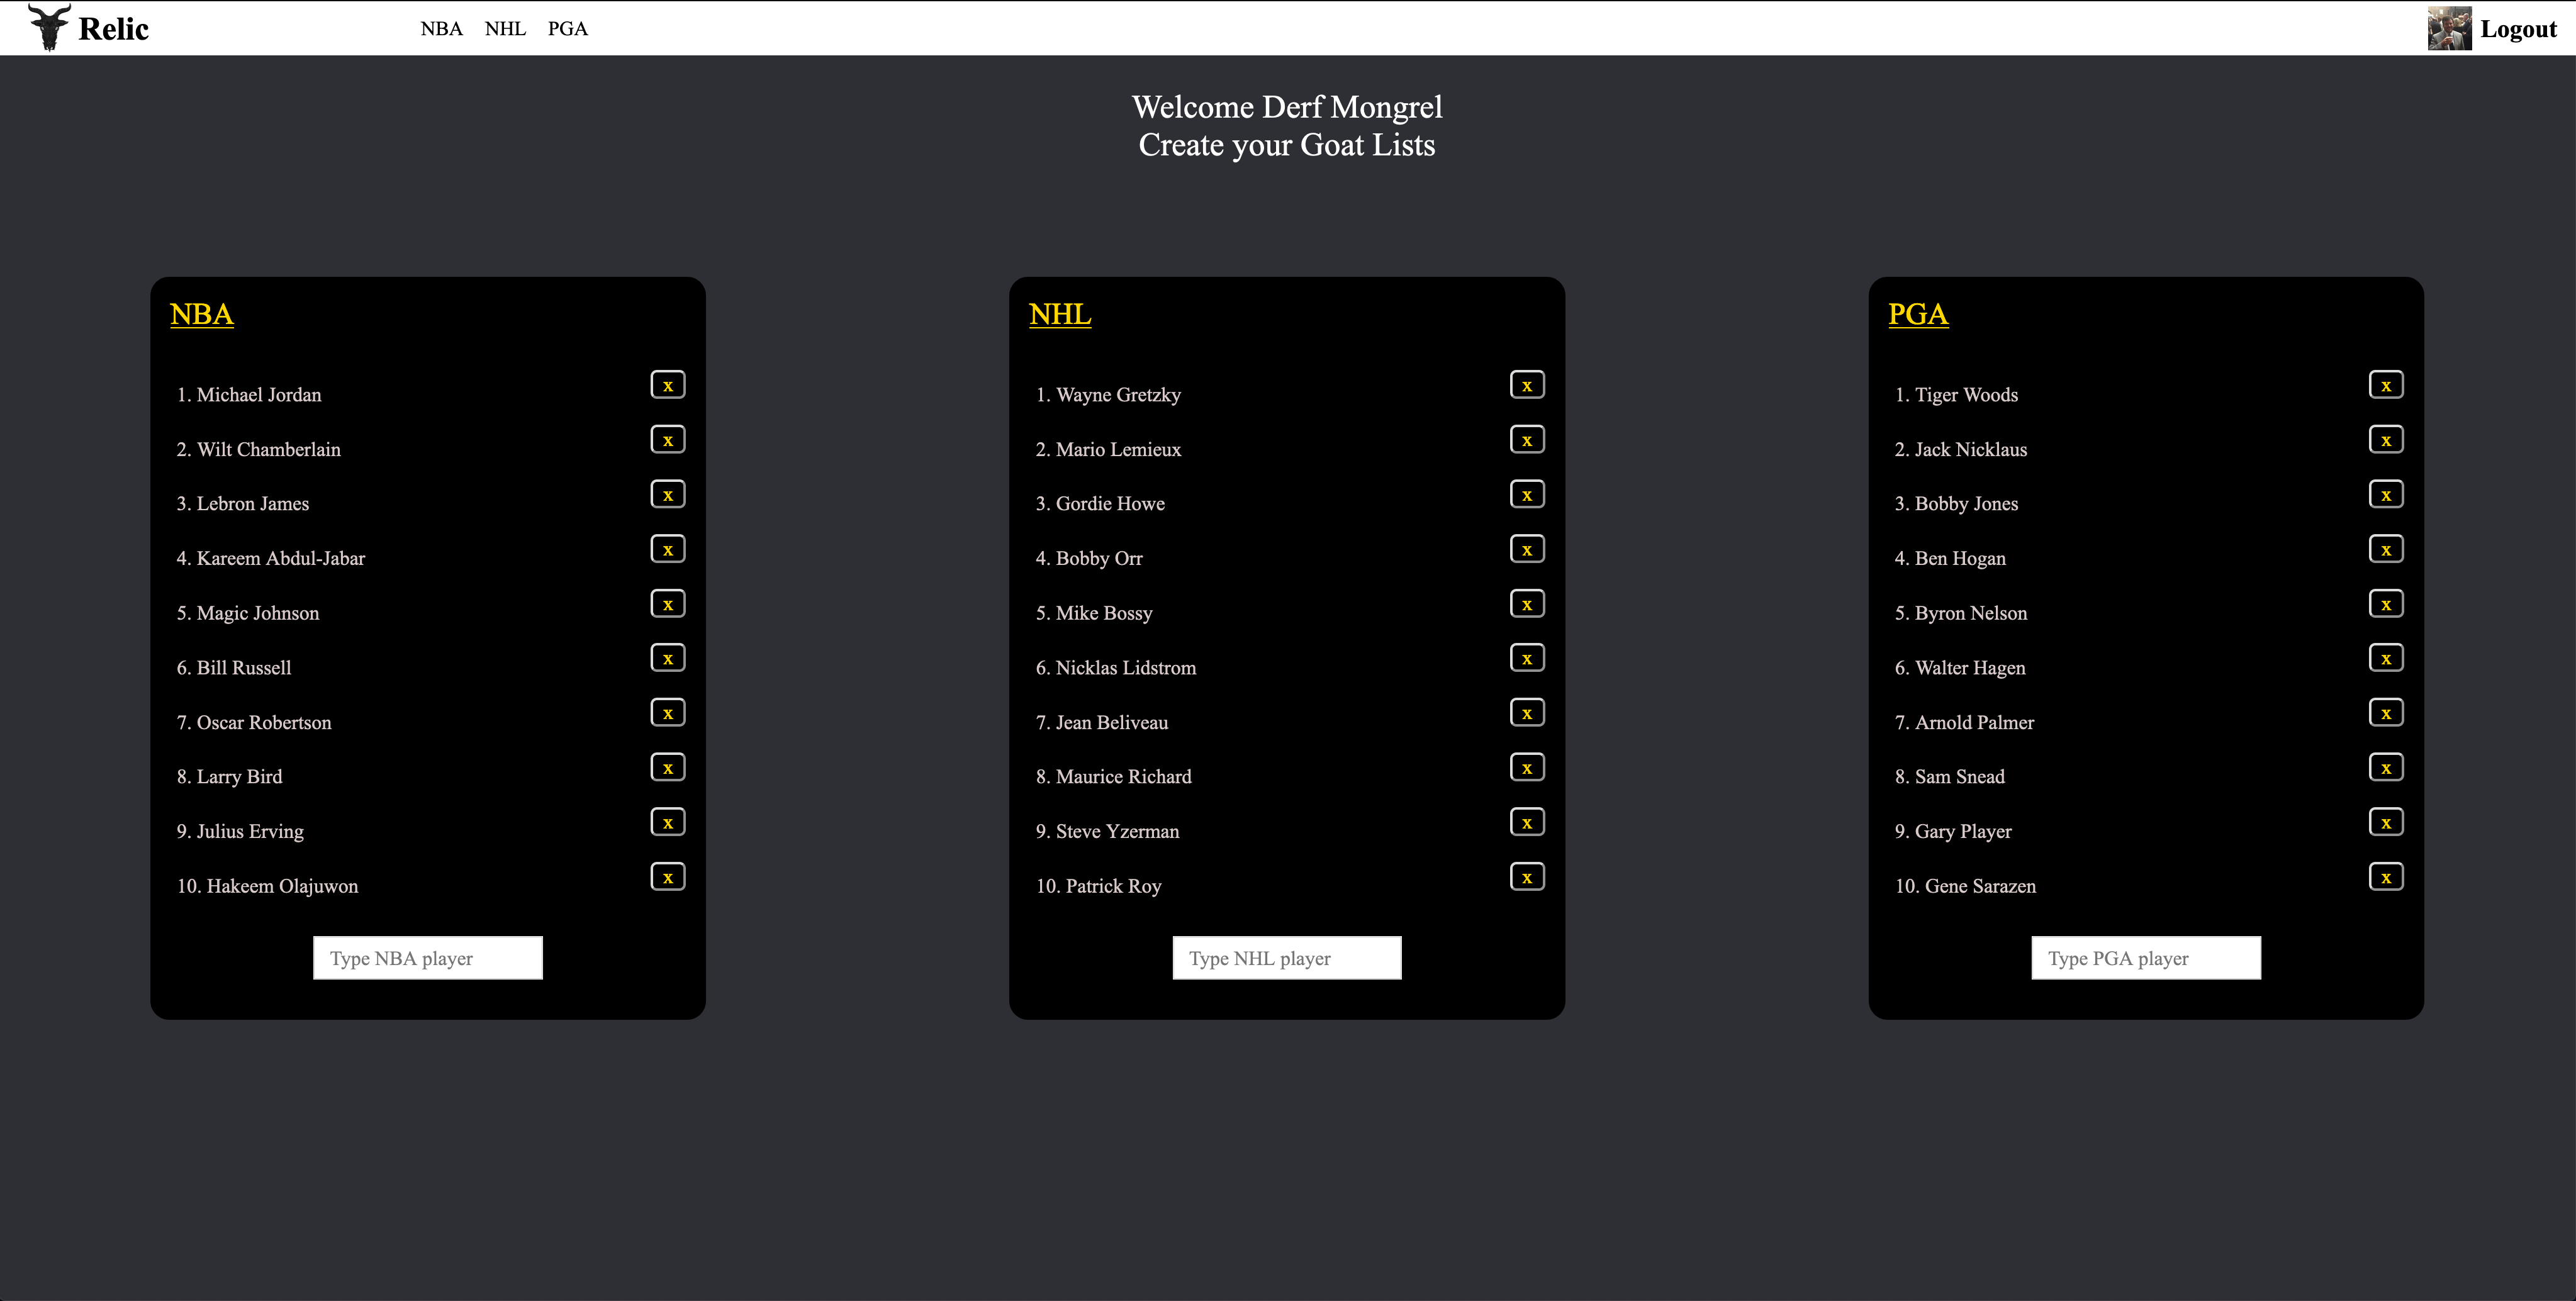 Relic
NBA NHL PGA
Logout
Welcome Derf Mongrel
Create your Goat Lists
NBA
1. Michael Jordan x
2. Wilt Chamberlain x
3. Lebron James x
4. Kareem Abdul-Jabar x
5. Magic Johnson x
6. Bill Russell x
7. Oscar Robertson x
8. Larry Bird x
9. Julius Erving x
10. Hakeem Olajuwon x
Type NBA player
NHL
1. Wayne Gretzky x
2. Mario Lemieux x
3. Gordie Howe x
4. Bobby Orr x
5. Mike Bossy x
6. Nicklas Lidstrom x
7. Jean Beliveau x
8. Maurice Richard x
9. Steve Yzerman x
10. Patrick Roy x
Type NHL player
PGA
1. Tiger Woods x
2. Jack Nicklaus x
3. Bobby Jones x
4. Ben Hogan x
5. Byron Nelson x
6. Walter Hagen x
7. Arnold Palmer x
8. Sam Snead x
9. Gary Player x
10. Gene Sarazen x
Type PGA player